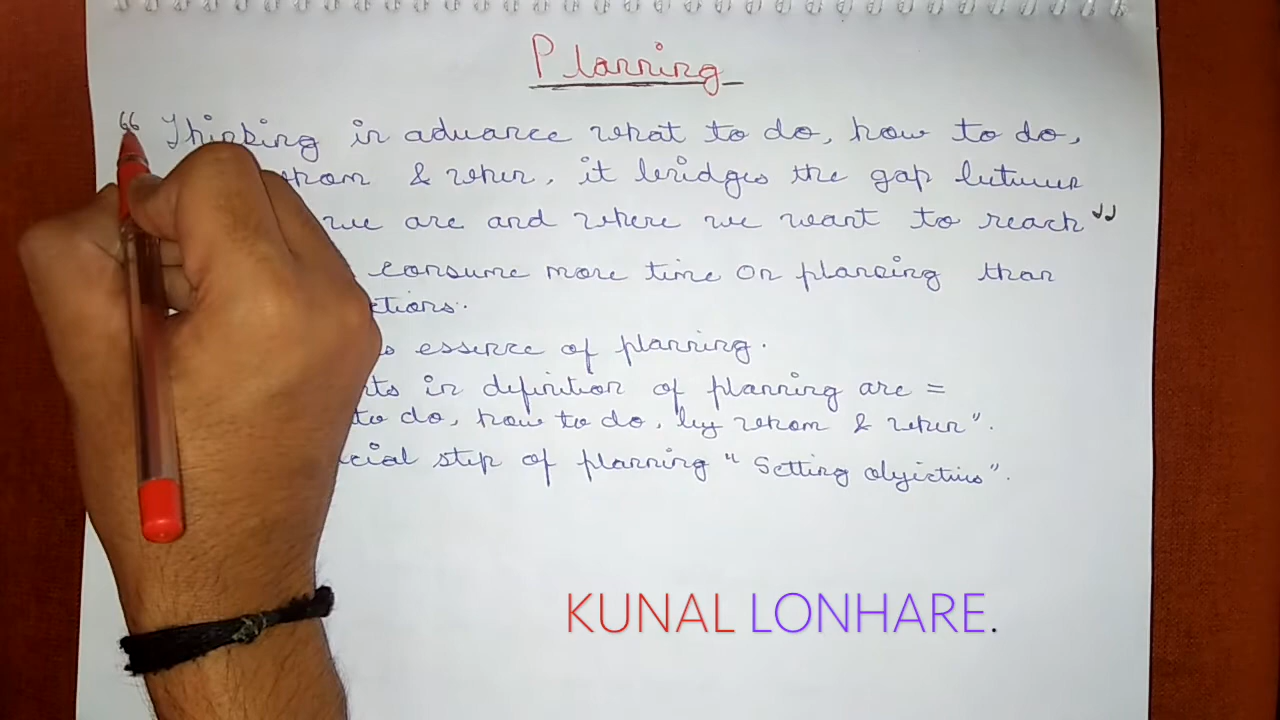 Planning
“ Thinking in advance what to do, how to do,
whom & when, it bridges the gap between
we are and where we want to reach”
consume more time on planning than
essence of planning.
in definition of planning are =
to do, how to do, by whom & when”.
step of planning “ Setting objectives”.
KUNAL LONHARE.